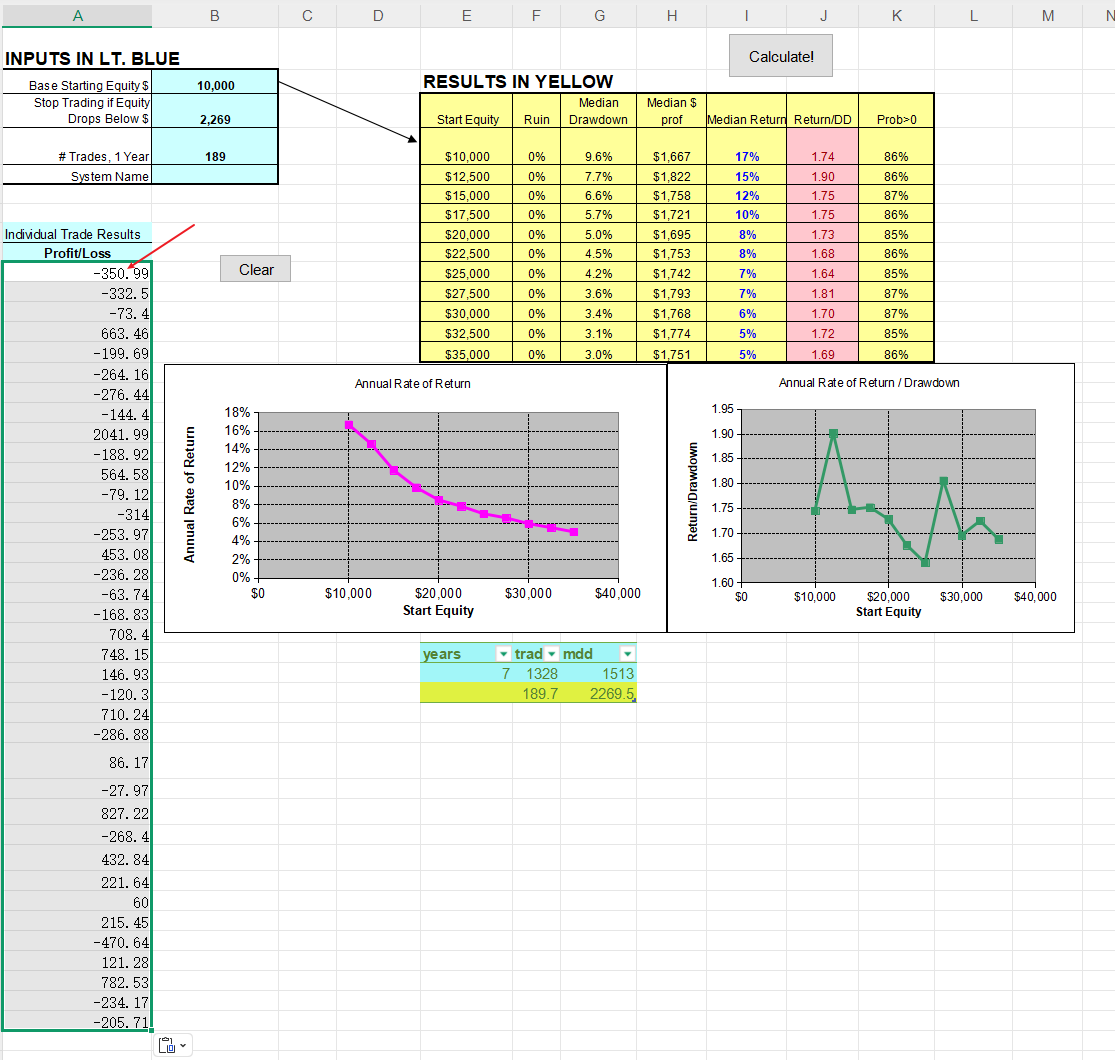 A B C D E F G H I J K L M N
INPUTS IN LT. BLUE
Base Starting Equity $ 10,000
Stop Trading if Equity
Drops Below $ 2,269
# Trades, 1 Year 189
System Name
Calculate!
RESULTS IN YELLOW
Median Median $
Start Equity Ruin Drawdown prof Median Return Return/DD Prob>0
$10,000 0% 9.6% $1,667 17% 1.74 86%
$12,500 0% 7.7% $1,822 15% 1.90 86%
$15,000 0% 6.6% $1,758 12% 1.75 87%
$17,500 0% 5.7% $1,721 10% 1.75 86%
$20,000 0% 5.0% $1,695 8% 1.73 85%
$22,500 0% 4.5% $1,753 8% 1.68 86%
$25,000 0% 4.2% $1,742 7% 1.64 85%
$27,500 0% 3.6% $1,793 7% 1.81 87%
$30,000 0% 3.4% $1,768 6% 1.70 87%
$32,500 0% 3.1% $1,774 5% 1.72 85%
$35,000 0% 3.0% $1,751 5% 1.69 86%
Individual Trade Results
Profit/Loss
Clear
-350.99
-332.5
-73.4
663.46
-199.69
-264.16
-276.44
-144.4
2041.99
-188.92
564.58
-79.12
-314
-253.97
453.08
-236.28
-63.74
-168.83
708.4
748.15
146.93
-120.3
710.24
-286.88
86.17
-27.97
827.22
-268.4
432.84
221.64
60
215.45
-470.64
121.28
782.53
-234.17
-205.71
Annual Rate of Return
Annual Rate of Return
18%
16%
14%
12%
10%
8%
6%
4%
2%
0%
$0 $10,000 $20,000 $30,000 $40,000
Start Equity
Annual Rate of Return / Drawdown
Return/Drawdown
1.95
1.90
1.85
1.80
1.75
1.70
1.65
1.60
$0 $10,000 $20,000 $30,000 $40,000
Start Equity
years trad mdd
7 1328 1513
189.7 2269.5